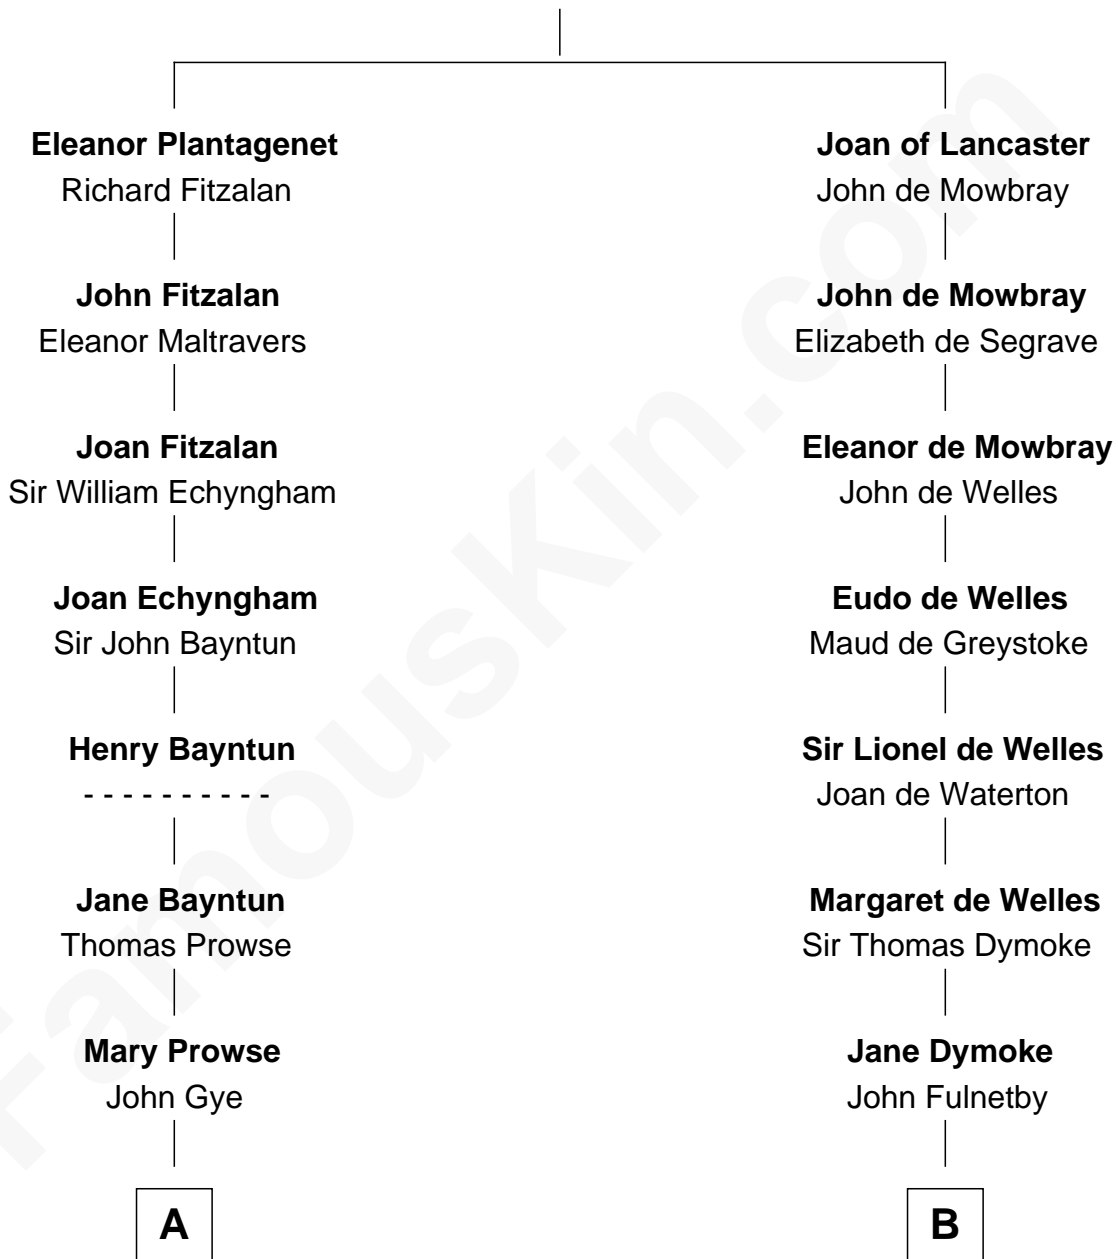 Eleanor Plantagenet
Richard Fitzalan
John Fitzalan
Eleanor Maltravers
Joan Fitzalan
Sir William Echyngham
Joan Echyngham
Sir John Bayntun
Henry Bayntun
- - - - - - - - - -
Jane Bayntun
Thomas Prowse
Mary Prowse
John Gye
A
Joan of Lancaster
John de Mowbray
John de Mowbray
Elizabeth de Segrave
Eleanor de Mowbray
John de Welles
Eudo de Welles
Maud de Greystoke
Sir Lionel de Welles
Joan de Waterton
Margaret de Welles
Sir Thomas Dymoke
Jane Dymoke
John Fulnetby
B
FamousKin.com